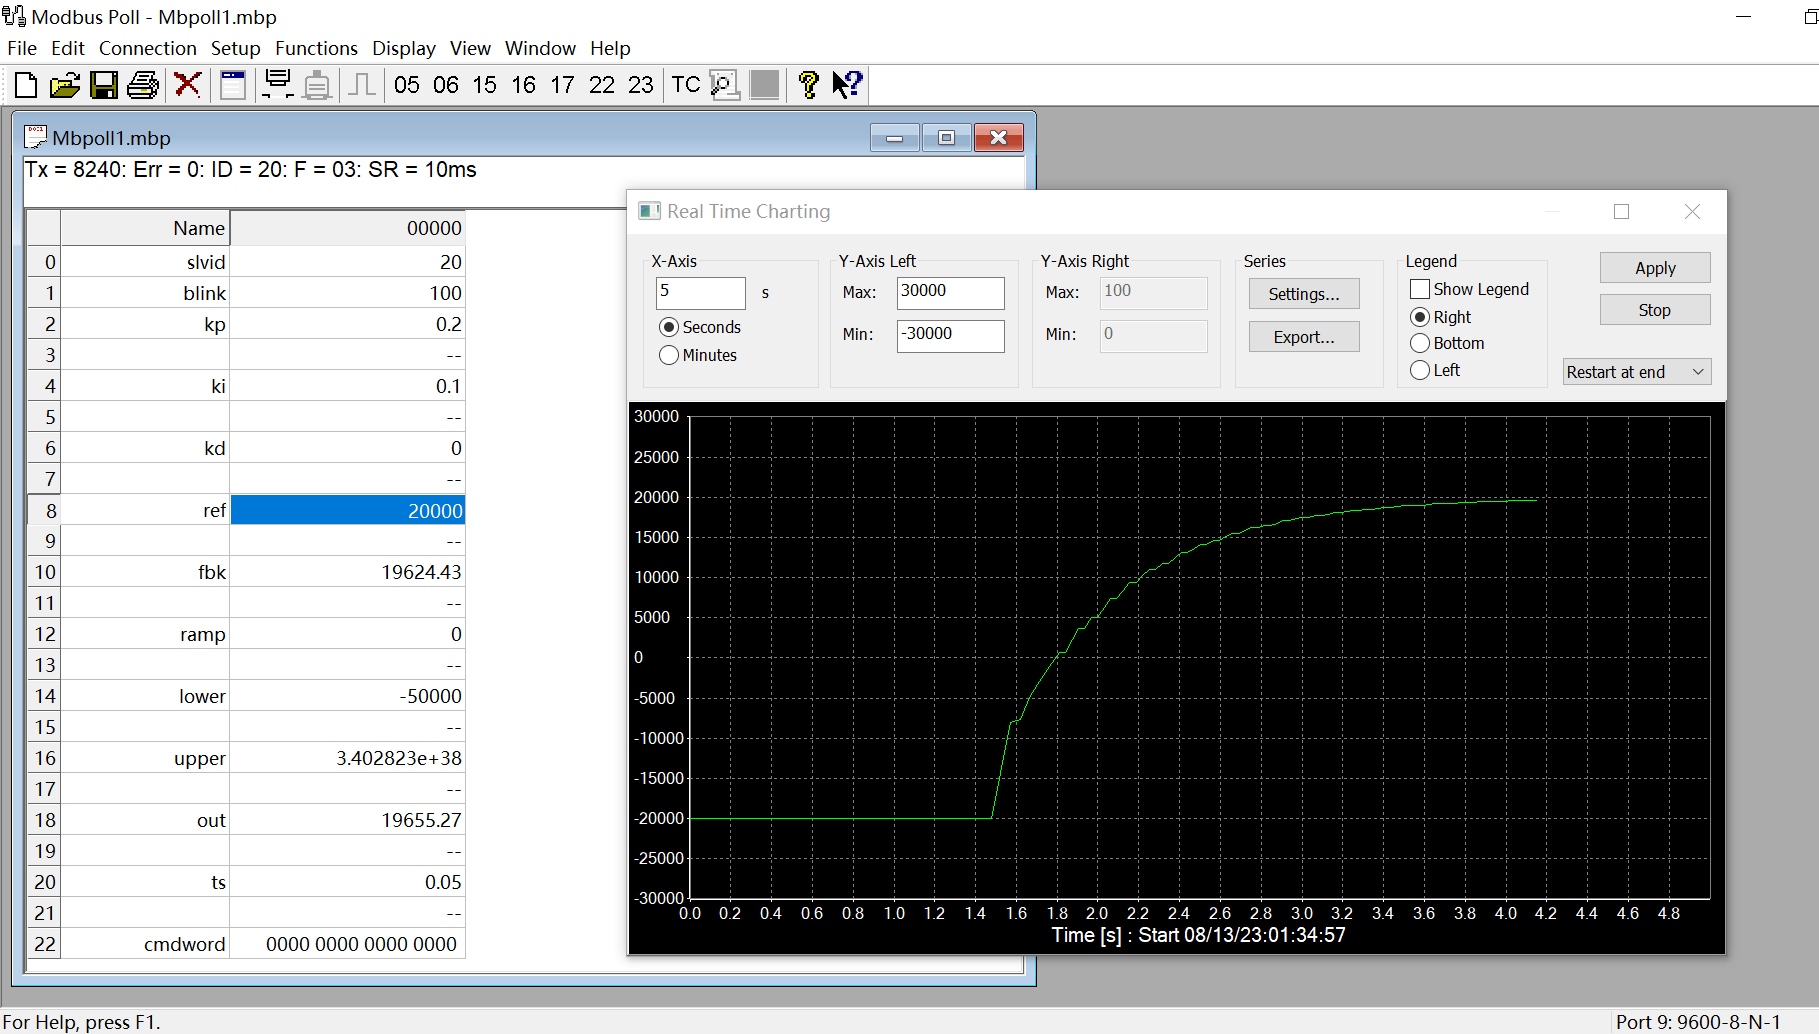 Modbus Poll - Mbpoll1.mbp
File Edit Connection Setup Functions Display View Window Help
05 06 15 16 17 22 23 TC
Mbpoll1.mbp
Tx = 8240: Err = 0: ID = 20: F = 03: SR = 10ms
Name 00000
0 slvid 20
1 blink 100
2 kp 0.2
3 --
4 ki 0.1
5 --
6 kd 0
7 --
8 ref 20000
9 --
10 fbk 19624.43
11 --
12 ramp 0
13 --
14 lower -50000
15 --
16 upper 3.402823e+38
17 --
18 out 19655.27
19 --
20 ts 0.05
21 --
22 cmdword 0000 0000 0000 0000
Real Time Charting
X-Axis
5 s
Seconds
Minutes
Y-Axis Left
Max: 30000
Min: -30000
Y-Axis Right
Max: 100
Min: 0
Series
Settings...
Export...
Legend
Show Legend
Right
Bottom
Left
Apply
Stop
Restart at end
30000
25000
20000
15000
10000
5000
0
-5000
-10000
-15000
-20000
-25000
-30000
0.0 0.2 0.4 0.6 0.8 1.0 1.2 1.4 1.6 1.8 2.0 2.2 2.4 2.6 2.8 3.0 3.2 3.4 3.6 3.8 4.0 4.2 4.4 4.6 4.8
Time [s] : Start 08/13/23:01:34:57
For Help, press F1.
Port 9: 9600-8-N-1